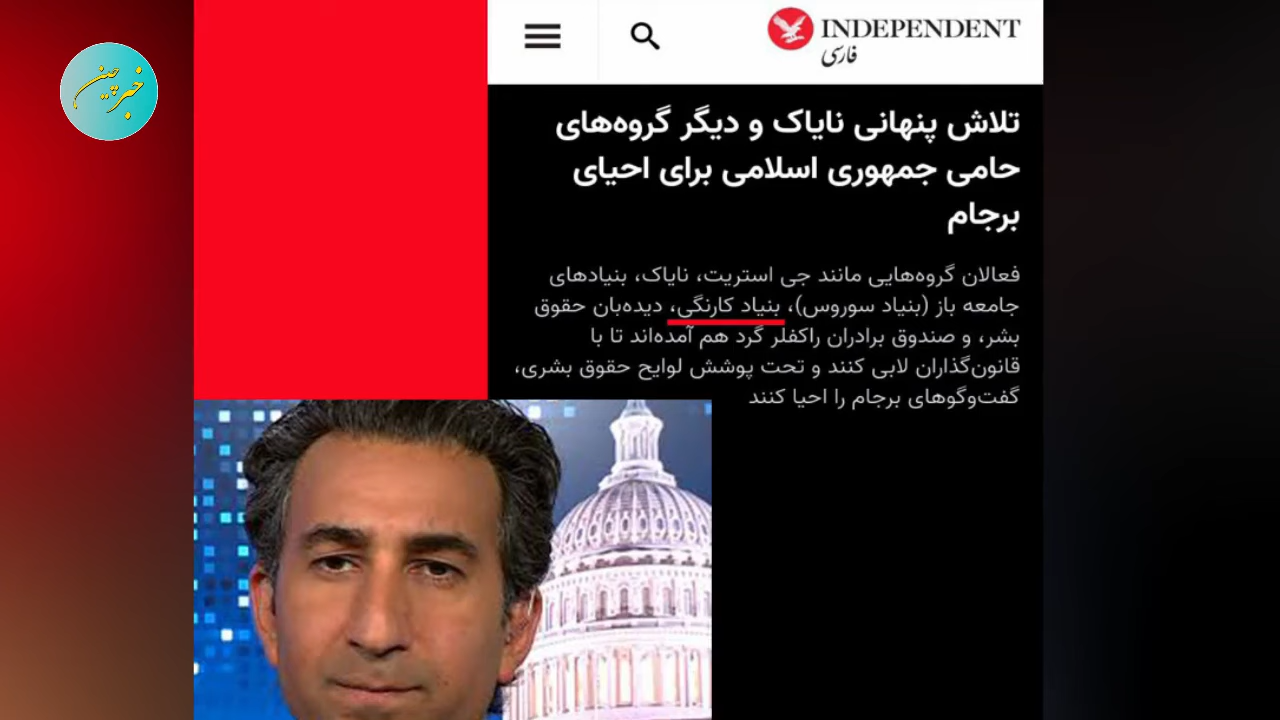 خبرچین
INDEPENDENT
فارسی
تلاش پنهانی نایاک و دیگر گروه‌های
حامی جمهوری اسلامی برای احیای
برجام
فعالان گروه‌هایی مانند جی استریت، نایاک، بنیادهای
جامعه باز (بنیاد سوروس)، بنیاد کارنگی، دیده‌بان حقوق
بشر، و صندوق برادران راکفلر گرد هم آمده‌اند تا با
قانون‌گذاران لابی کنند و تحت پوشش لوایح حقوق بشری،
گفت‌وگوهای برجام را احیا کنند